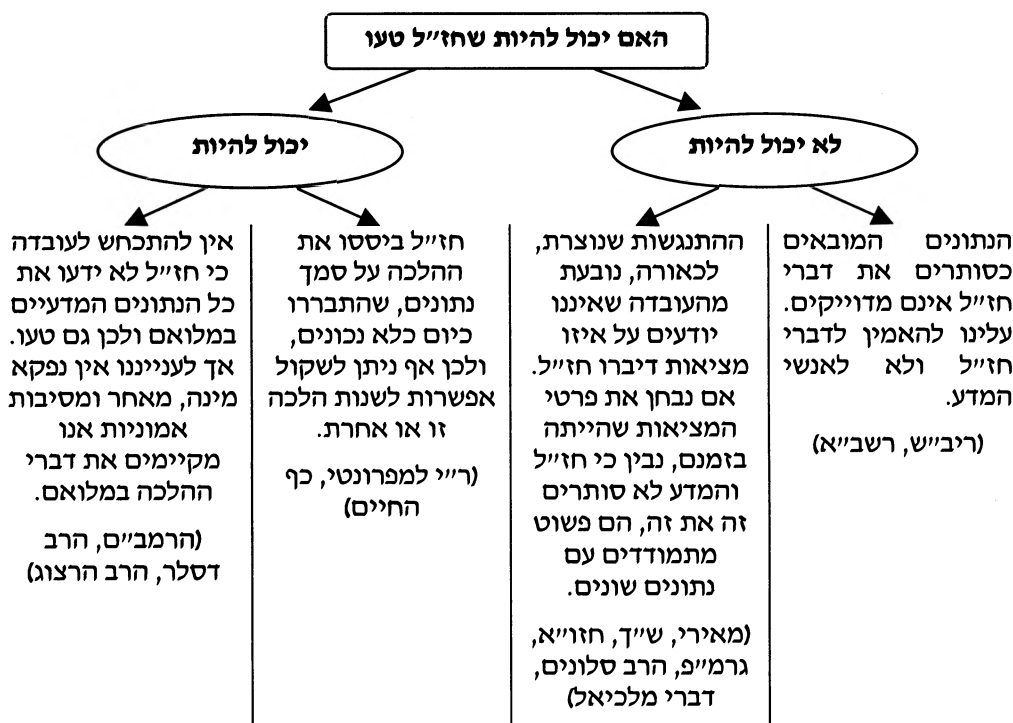 האם יכול להיות שחז״ל טעו
לא יכול להיות
יכול להיות
הנתונים המובאים
כסותרים את דברי
חז״ל אינם מדוייקים.
עלינו להאמין לדברי
חז״ל ולא לאנשי
המדע.
(ריב״ש, רשב״א)
ההתנגשות שנוצרת,
לכאורה, נובעת
מהעובדה שאיננו
יודעים על איזו
מציאות דיברו חז״ל.
אם נבחן את פרטי
המציאות שהייתה
בזמנם, נבין כי חז״ל
והמדע לא סותרים
זה את זה, הם פשוט
מתמודדים עם
נתונים שונים.
(מאירי, ש״ך, חזו״א,
גרמ״פ, הרב סלונים,
דברי מלכיאל)
חז״ל ביססו את
ההלכה על סמך
נתונים, שהתבררו
כיום כלא נכונים,
ולכן אף ניתן לשקול
אפשרות לשנות הלכה
זו או אחרת.
(ר״י למפרונטי, כף
החיים)
אין להתכחש לעובדה
כי חז״ל לא ידעו את
כל הנתונים המדעיים
במלואם ולכן גם טעו.
אך לענייננו אין נפקא
מינה, מאחר ומסיבות
אמוניות אנו
מקיימים את דברי
ההלכה במלואם.
(הרמב״ם, הרב
דסלר, הרב הרצוג)